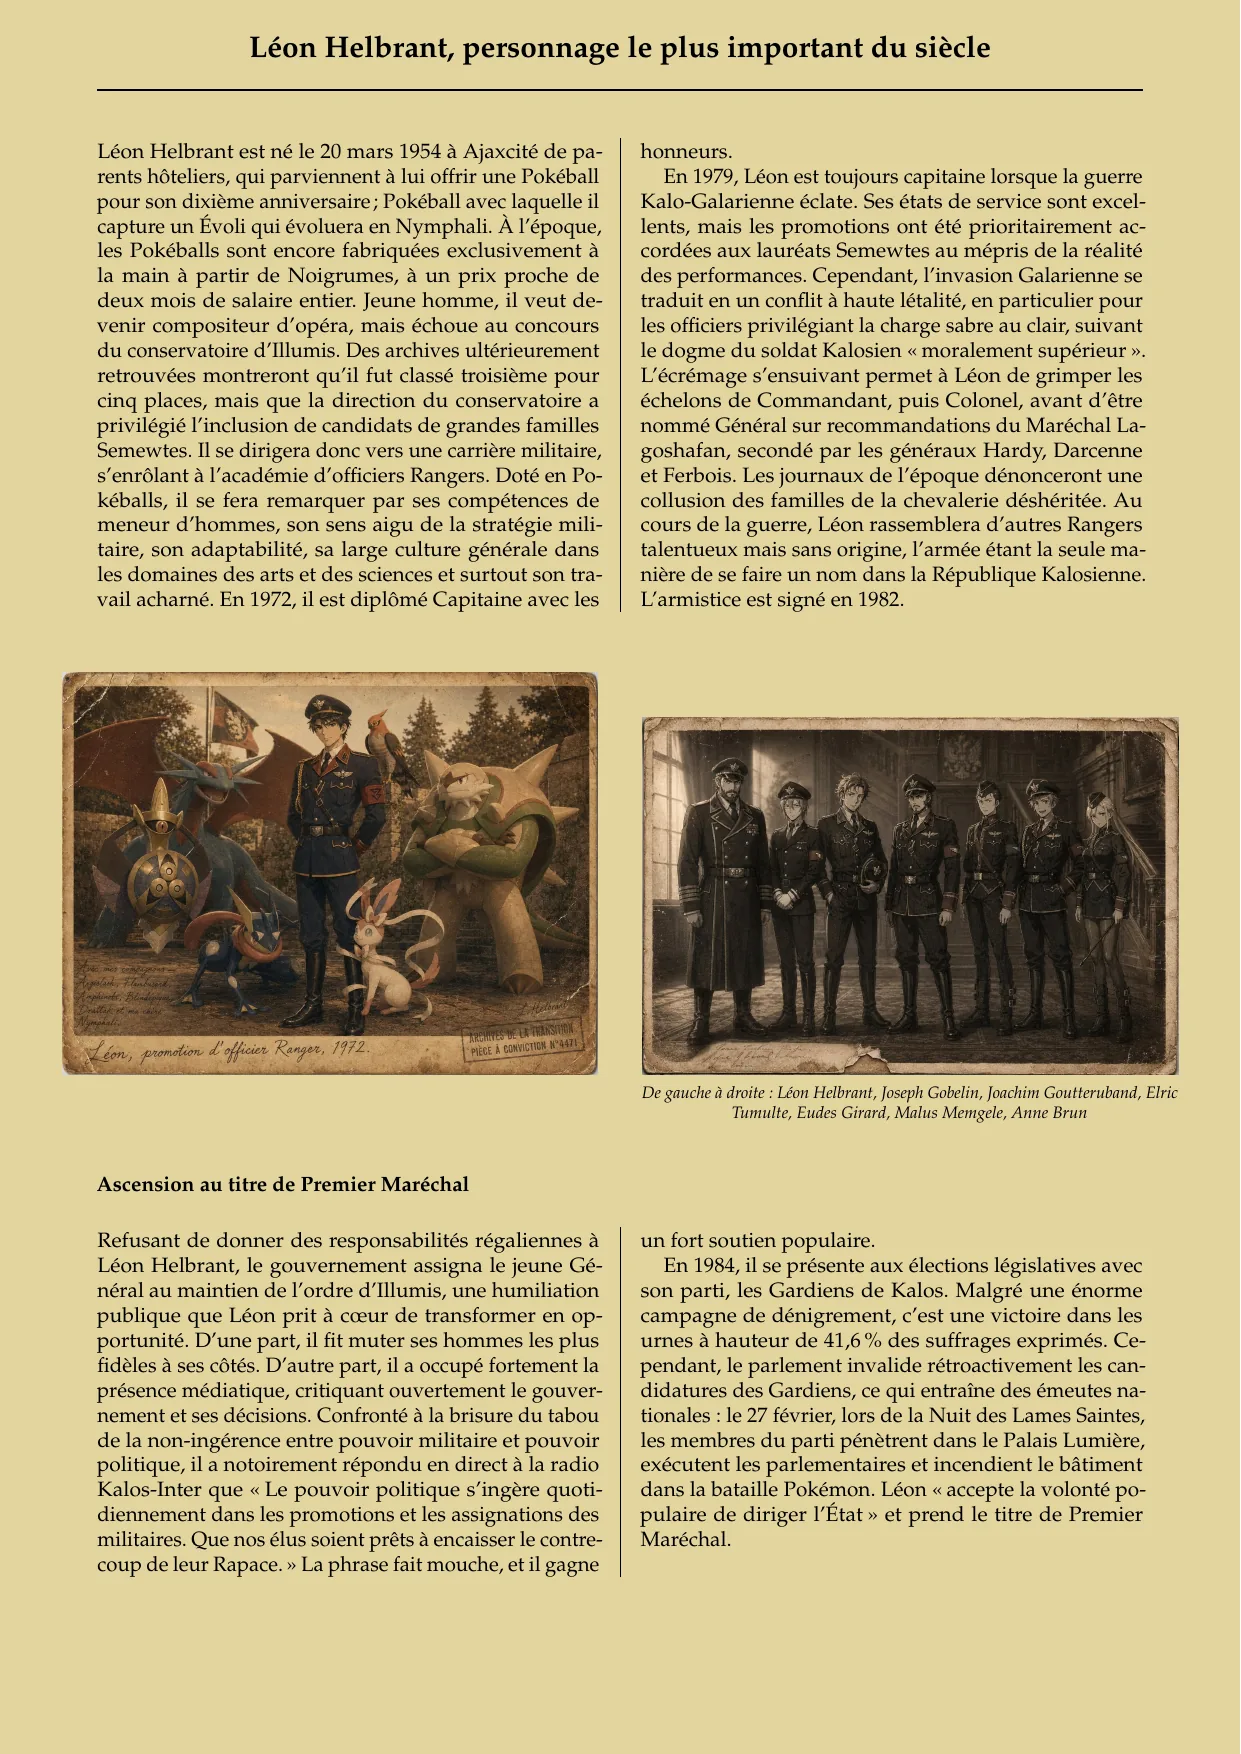 Léon Helbrant, personnage le plus important du siècle
Léon Helbrant est né le 20 mars 1954 à Ajaxcité de pa-
rents hôteliers, qui parviennent à lui offrir une Pokéball
pour son dixième anniversaire ; Pokéball avec laquelle il
capture un Évoli qui évoluera en Nymphali. À l'époque,
les Pokéballs sont encore fabriquées exclusivement à
la main à partir de Noigrumes, à un prix proche de
deux mois de salaire entier. Jeune homme, il veut de-
venir compositeur d'opéra, mais échoue au concours
du conservatoire d'Illumis. Des archives ultérieurement
retrouvées montreront qu'il fut classé troisième pour
cinq places, mais que la direction du conservatoire a
privilégié l'inclusion de candidats de grandes familles
Semewtes. Il se dirigera donc vers une carrière militaire,
s'enrôlant à l'académie d'officiers Rangers. Doté en Po-
kéballs, il se fera remarquer par ses compétences de
meneur d'hommes, son sens aigu de la stratégie mili-
taire, son adaptabilité, sa large culture générale dans
les domaines des arts et des sciences et surtout son tra-
vail acharné. En 1972, il est diplômé Capitaine avec les
honneurs.
En 1979, Léon est toujours capitaine lorsque la guerre
Kalo-Galarienne éclate. Ses états de service sont excel-
lents, mais les promotions ont été prioritairement ac-
cordées aux lauréats Semewtes au mépris de la réalité
des performances. Cependant, l'invasion Galarienne se
traduit en un conflit à haute létalité, en particulier pour
les officiers privilégiant la charge sabre au clair, suivant
le dogme du soldat Kalosien « moralement supérieur ».
L'écrémage s'ensuivant permet à Léon de grimper les
échelons de Commandant, puis Colonel, avant d'être
nommé Général sur recommandations du Maréchal La-
goshafan, secondé par les généraux Hardy, Darcenne
et Ferbois. Les journaux de l'époque dénonceront une
collusion des familles de la chevalerie déshéritée. Au
cours de la guerre, Léon rassemblera d'autres Rangers
talentueux mais sans origine, l'armée étant la seule ma-
nière de se faire un nom dans la République Kalosienne.
L'armistice est signé en 1982.
Nymphali.
Léon, promotion d'officier Ranger, 1972.
ARCHIVES DE LA TRANSITION
PIÈCE À CONVICTION N°4471
De gauche à droite : Léon Helbrant, Joseph Gobelin, Joachim Goutteruband, Elric
Tumulte, Eudes Girard, Malus Memgele, Anne Brun
Ascension au titre de Premier Maréchal
Refusant de donner des responsabilités régaliennes à
Léon Helbrant, le gouvernement assigna le jeune Gé-
néral au maintien de l'ordre d'Illumis, une humiliation
publique que Léon prit à cœur de transformer en op-
portunité. D'une part, il fit muter ses hommes les plus
fidèles à ses côtés. D'autre part, il a occupé fortement la
présence médiatique, critiquant ouvertement le gouver-
nement et ses décisions. Confronté à la brisure du tabou
de la non-ingérence entre pouvoir militaire et pouvoir
politique, il a notoirement répondu en direct à la radio
Kalos-Inter que « Le pouvoir politique s'ingère quoti-
diennement dans les promotions et les assignations des
militaires. Que nos élus soient prêts à encaisser le contre-
coup de leur Rapace. » La phrase fait mouche, et il gagne
un fort soutien populaire.
En 1984, il se présente aux élections législatives avec
son parti, les Gardiens de Kalos. Malgré une énorme
campagne de dénigrement, c'est une victoire dans les
urnes à hauteur de 41,6 % des suffrages exprimés. Ce-
pendant, le parlement invalide rétroactivement les can-
didatures des Gardiens, ce qui entraîne des émeutes na-
tionales : le 27 février, lors de la Nuit des Lames Saintes,
les membres du parti pénètrent dans le Palais Lumière,
exécutent les parlementaires et incendient le bâtiment
dans la bataille Pokémon. Léon « accepte la volonté po-
pulaire de diriger l'État » et prend le titre de Premier
Maréchal.